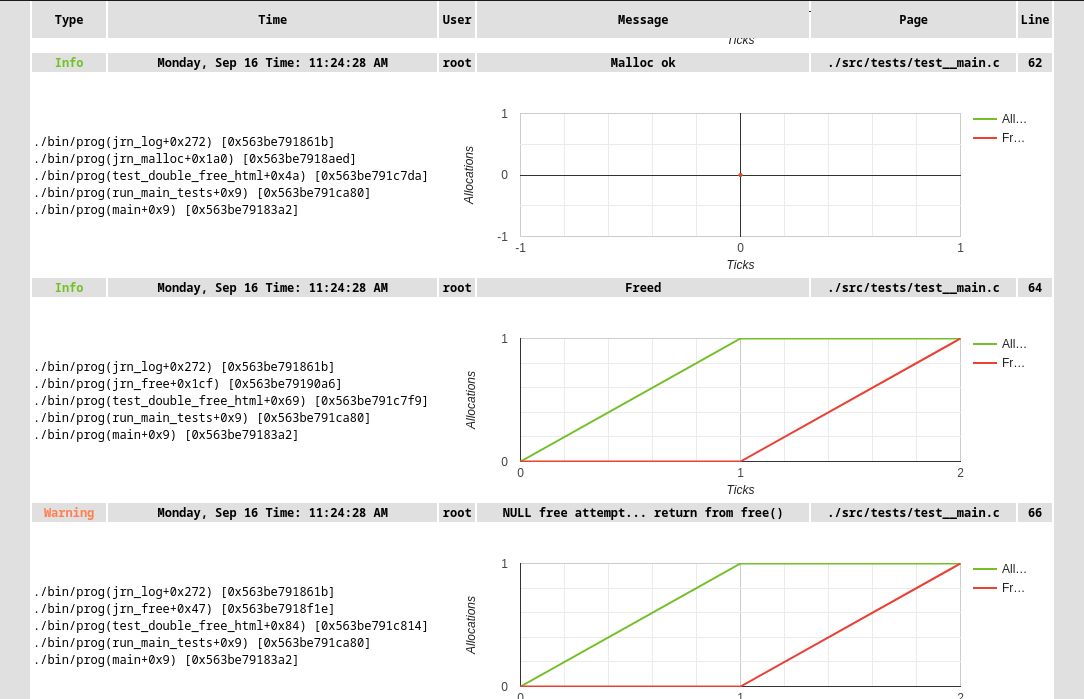 Type Time User Message Page Line
Ticks
Info Monday, Sep 16 Time: 11:24:28 AM root Malloc ok ./src/tests/test__main.c 62
./bin/prog(jrn_log+0x272) [0x563be791861b]
./bin/prog(jrn_malloc+0x1a0) [0x563be7918aed]
./bin/prog(test_double_free_html+0x4a) [0x563be791c7da]
./bin/prog(run_main_tests+0x9) [0x563be791ca80]
./bin/prog(main+0x9) [0x563be79183a2]
Allocations
1
0
-1
-1 0 1
Ticks
All...
Fr...
Info Monday, Sep 16 Time: 11:24:28 AM root Freed ./src/tests/test__main.c 64
./bin/prog(jrn_log+0x272) [0x563be791861b]
./bin/prog(jrn_free+0x1cf) [0x563be79190a6]
./bin/prog(test_double_free_html+0x69) [0x563be791c7f9]
./bin/prog(run_main_tests+0x9) [0x563be791ca80]
./bin/prog(main+0x9) [0x563be79183a2]
Allocations
1
0
0 1 2
Ticks
All...
Fr...
Warning Monday, Sep 16 Time: 11:24:28 AM root NULL free attempt... return from free() ./src/tests/test__main.c 66
./bin/prog(jrn_log+0x272) [0x563be791861b]
./bin/prog(jrn_free+0x47) [0x563be7918f1e]
./bin/prog(test_double_free_html+0x84) [0x563be791c814]
./bin/prog(run_main_tests+0x9) [0x563be791ca80]
./bin/prog(main+0x9) [0x563be79183a2]
Allocations
1
0
0 1 2
All...
Fr...